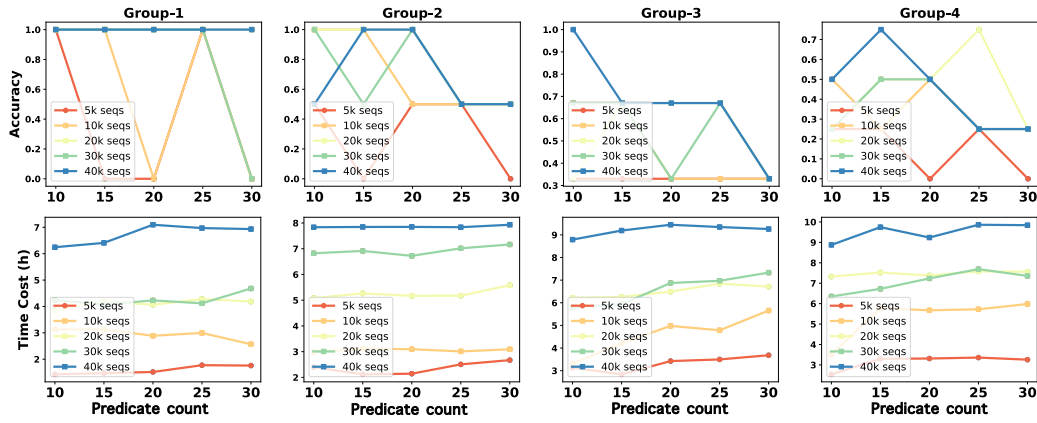 Group-1 Group-2 Group-3 Group-4
Accuracy
1.0
0.8
0.6
0.4
0.2
0.0
5k seqs
10k seqs
20k seqs
30k seqs
40k seqs
10 15 20 25 30
1.0
0.8
0.6
0.4
0.2
0.0
5k seqs
10k seqs
20k seqs
30k seqs
40k seqs
10 15 20 25 30
1.0
0.9
0.8
0.7
0.6
0.5
0.4
0.3
5k seqs
10k seqs
20k seqs
30k seqs
40k seqs
10 15 20 25 30
0.7
0.6
0.5
0.4
0.3
0.2
0.1
0.0
5k seqs
10k seqs
20k seqs
30k seqs
40k seqs
10 15 20 25 30
Time Cost (h)
7
6
5
4
3
2
5k seqs
10k seqs
20k seqs
30k seqs
40k seqs
10 15 20 25 30
Predicate count
8
7
6
5
4
3
2
5k seqs
10k seqs
20k seqs
30k seqs
40k seqs
10 15 20 25 30
Predicate count
9
8
7
6
5
4
3
5k seqs
10k seqs
20k seqs
30k seqs
40k seqs
10 15 20 25 30
Predicate count
10
9
8
7
6
5
4
3
5k seqs
10k seqs
20k seqs
30k seqs
40k seqs
10 15 20 25 30
Predicate count